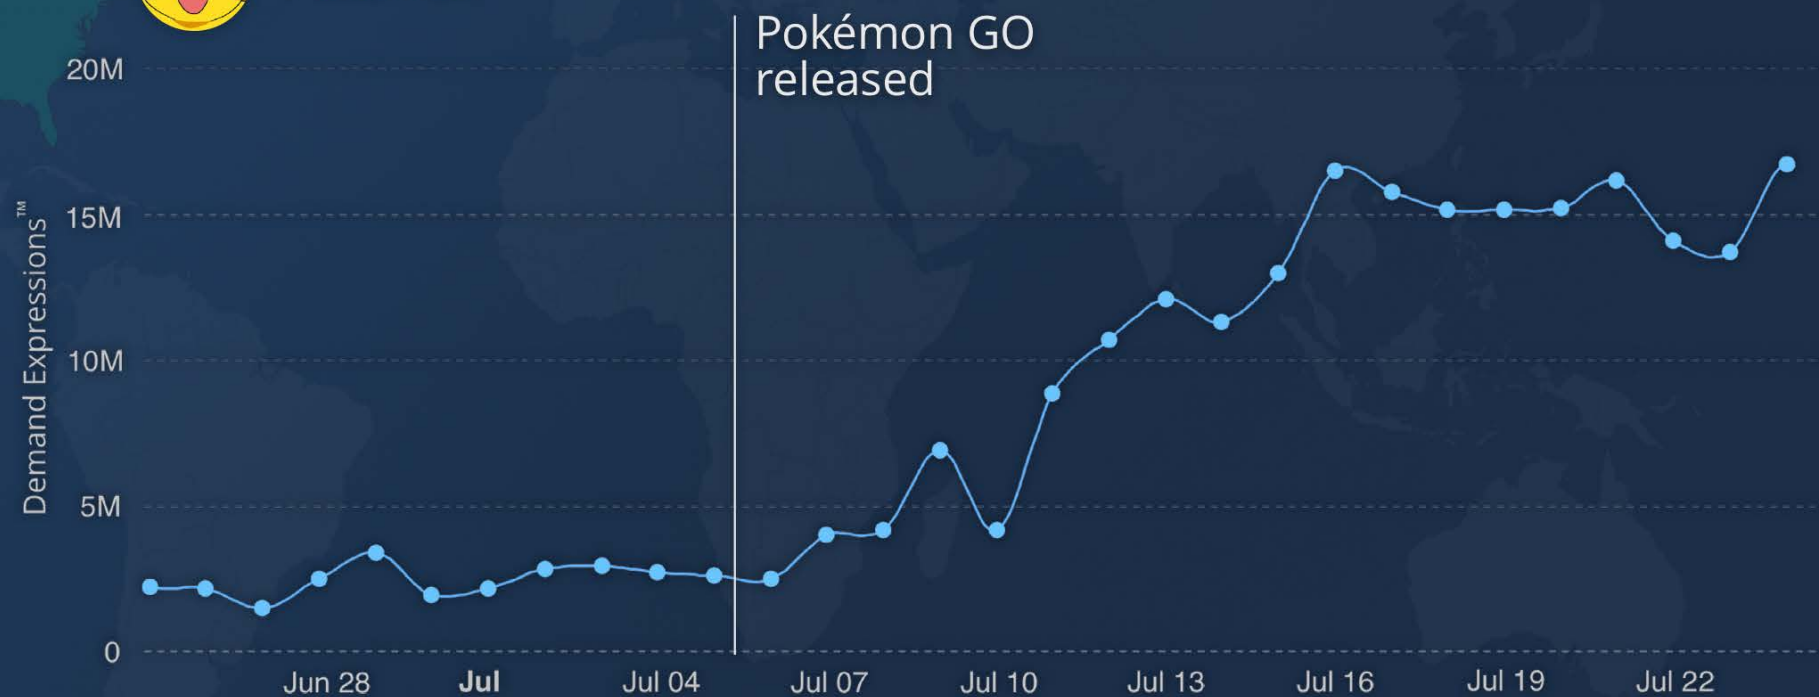 Pokémon GO
released
20M
15M
10M
5M
0
Demand Expressions™
Jun 28
Jul
Jul 04
Jul 07
Jul 10
Jul 13
Jul 16
Jul 19
Jul 22